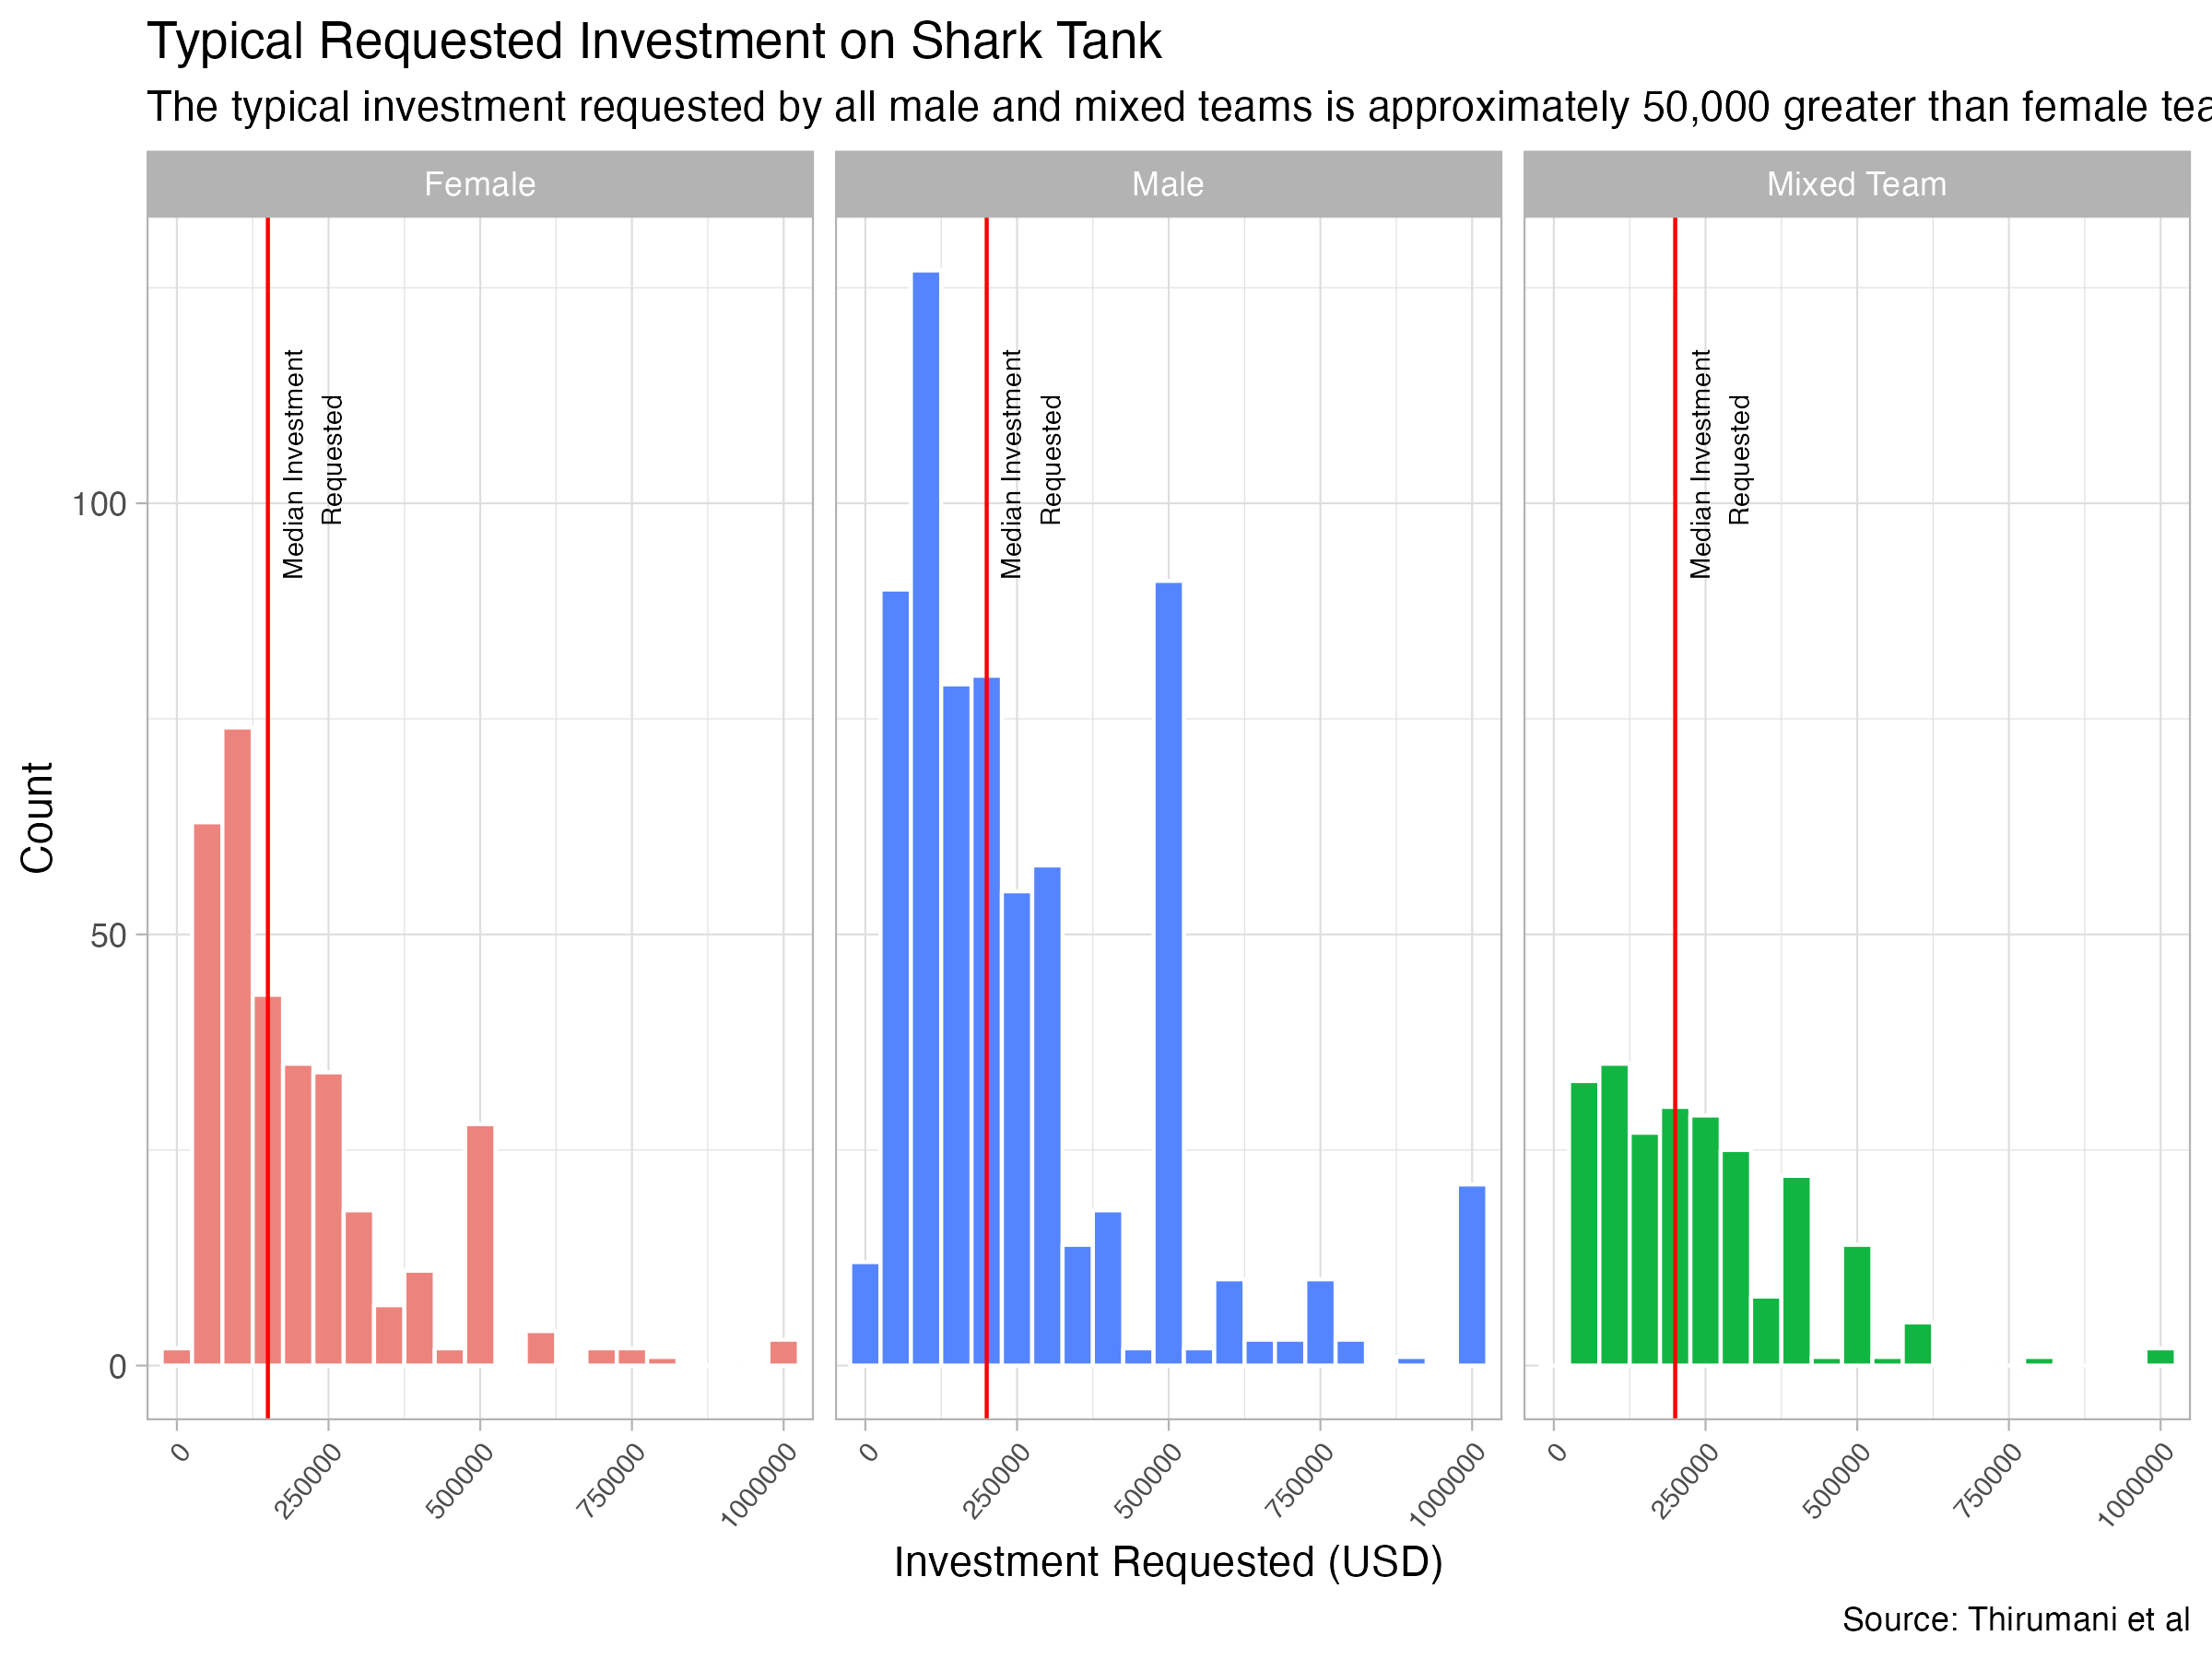 Typical Requested Investment on Shark Tank
The typical investment requested by all male and mixed teams is approximately 50,000 greater than female tea
Female
Male
Mixed Team
Median Investment
Requested
Median Investment
Requested
Median Investment
Requested
Count
100
50
0
0
250000
500000
750000
1000000
0
250000
500000
750000
1000000
0
250000
500000
750000
1000000
Investment Requested (USD)
Source: Thirumani et al